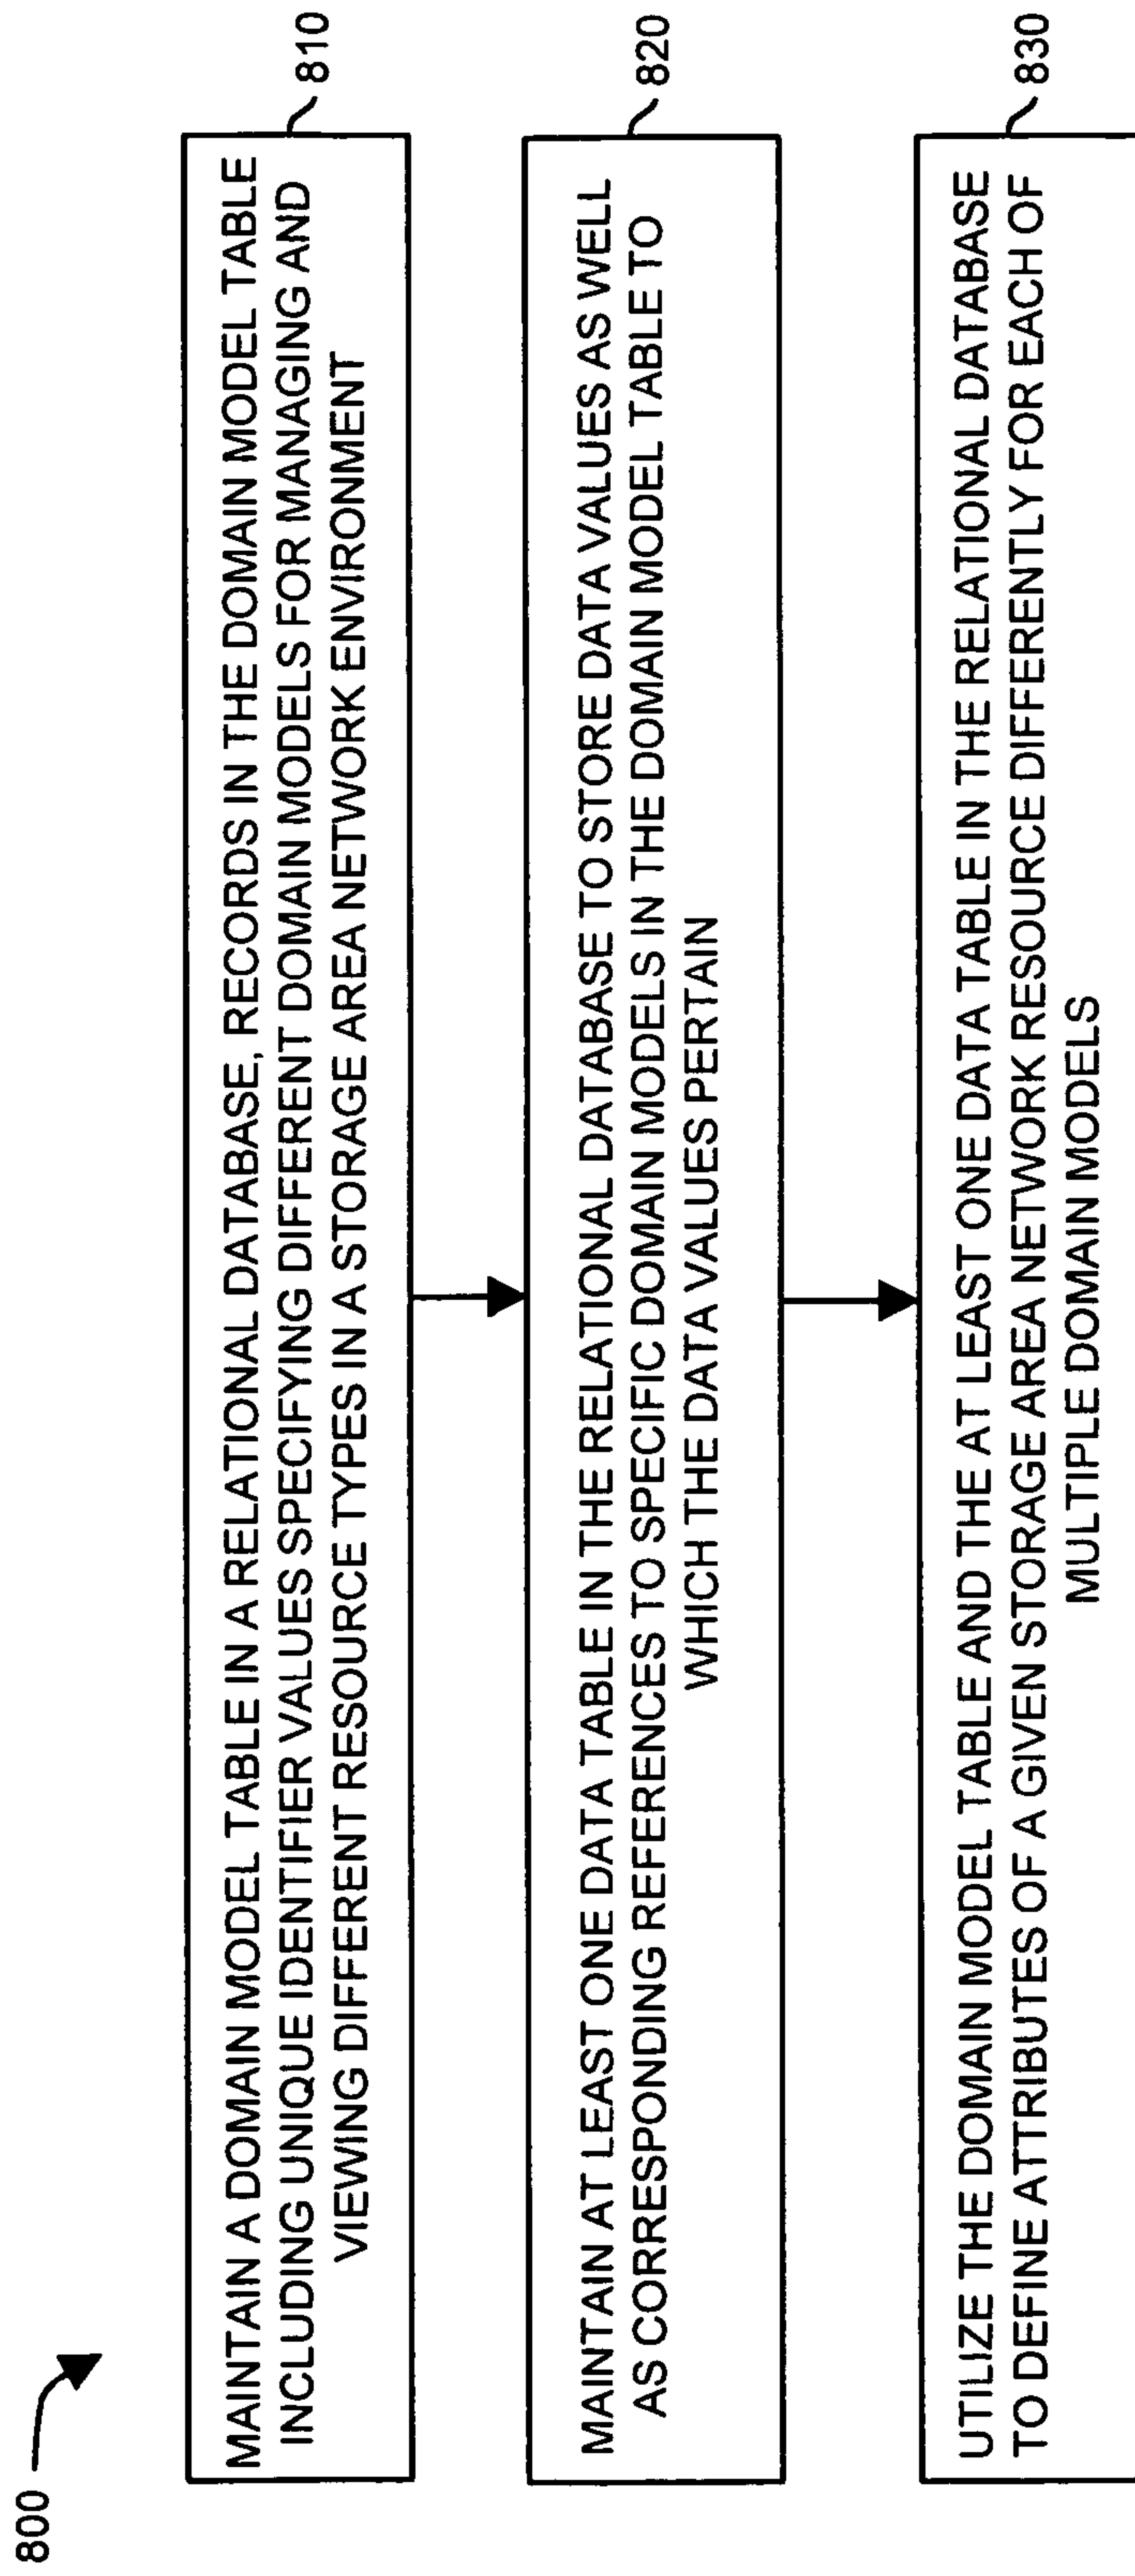 800
MAINTAIN A DOMAIN MODEL TABLE IN A RELATIONAL DATABASE, RECORDS IN THE DOMAIN MODEL TABLE
INCLUDING UNIQUE IDENTIFIER VALUES SPECIFYING DIFFERENT DOMAIN MODELS FOR MANAGING AND
VIEWING DIFFERENT RESOURCE TYPES IN A STORAGE AREA NETWORK ENVIRONMENT
810
MAINTAIN AT LEAST ONE DATA TABLE IN THE RELATIONAL DATABASE TO STORE DATA VALUES AS WELL
AS CORRESPONDING REFERENCES TO SPECIFIC DOMAIN MODELS IN THE DOMAIN MODEL TABLE TO
WHICH THE DATA VALUES PERTAIN
820
UTILIZE THE DOMAIN MODEL TABLE AND THE AT LEAST ONE DATA TABLE IN THE RELATIONAL DATABASE
TO DEFINE ATTRIBUTES OF A GIVEN STORAGE AREA NETWORK RESOURCE DIFFERENTLY FOR EACH OF
MULTIPLE DOMAIN MODELS
830